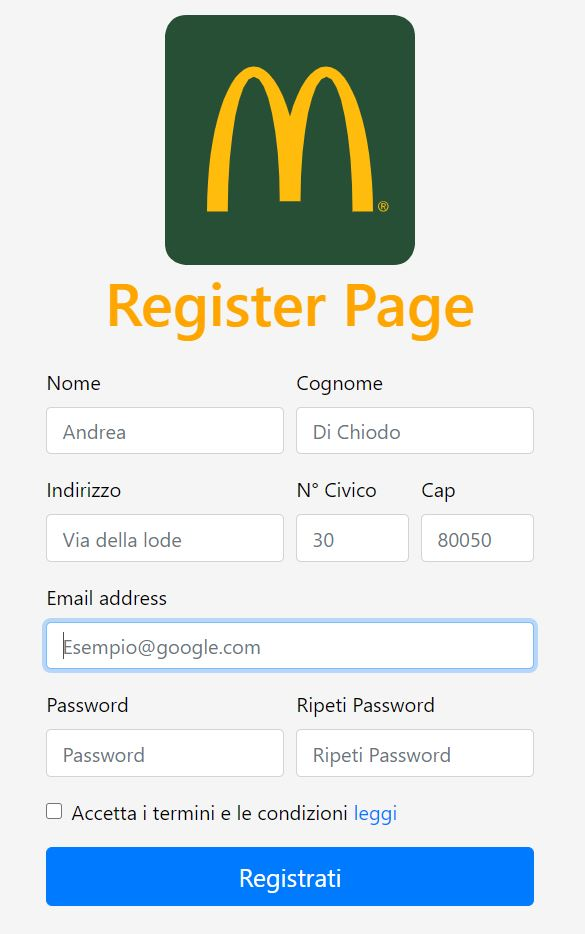 ®
Register Page
Nome Cognome
Andrea Di Chiodo
Indirizzo N° Civico Cap
Via della lode 30 80050
Email address
Esempio@google.com
Password Ripeti Password
Password Ripeti Password
Accetta i termini e le condizioni leggi
Registrati